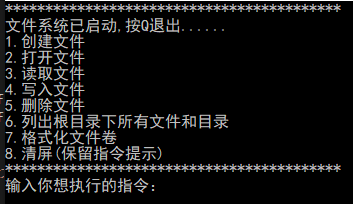 ******************************************
文件系统已启动,按Q退出......
1.创建文件
2.打开文件
3.读取文件
4.写入文件
5.删除文件
6.列出根目录下所有文件和目录
7.格式化文件卷
8.清屏(保留指令提示)
******************************************
输入你想执行的指令: